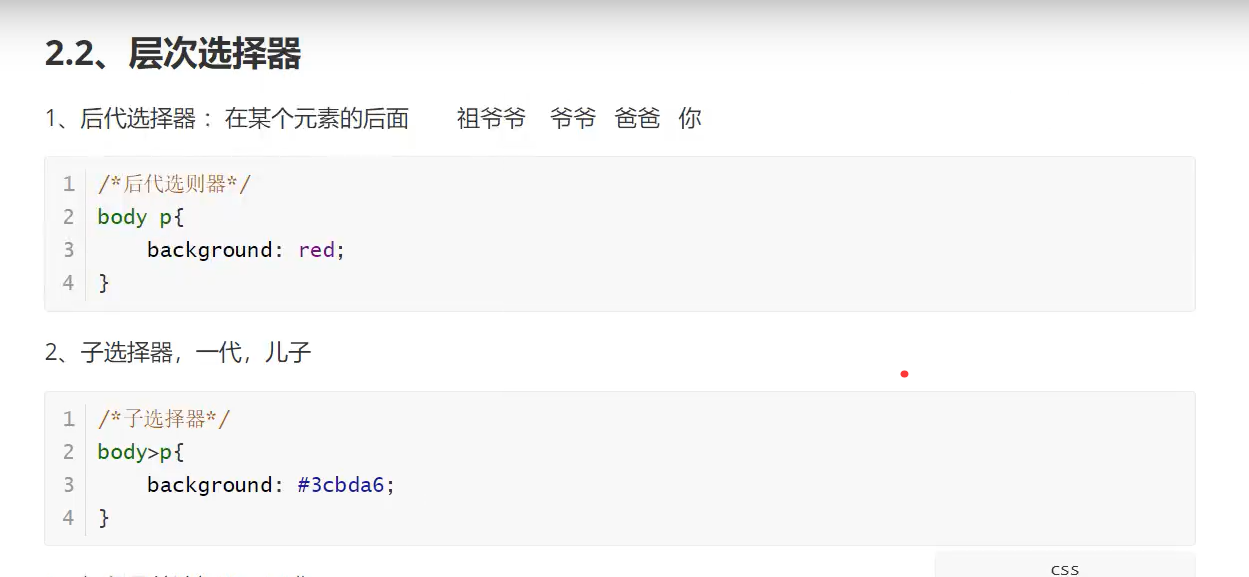 2.2、层次选择器
1、后代选择器：在某个元素的后面 祖爷爷 爷爷 爸爸 你
1 /*后代选则器*/
2 body p{
3 background: red;
4 }
2、子选择器，一代，儿子
1 /*子选择器*/
2 body>p{
3 background: #3cbda6;
4 }
css